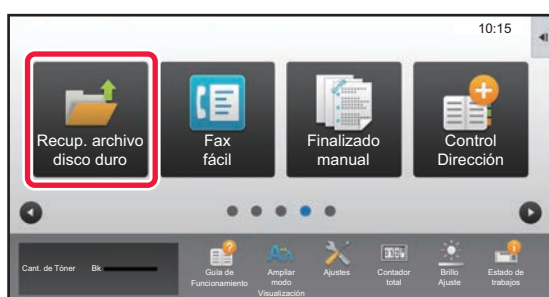 10:15
Recup. archivo
disco duro
Fax
fácil
Finalizado
manual
Control
Dirección
Cant. de Tóner Bk
Guía de
Funcionamiento
Ampliar
modo
Visualización
Ajustes
Contador
total
Brillo
Ajuste
Estado de
trabajos